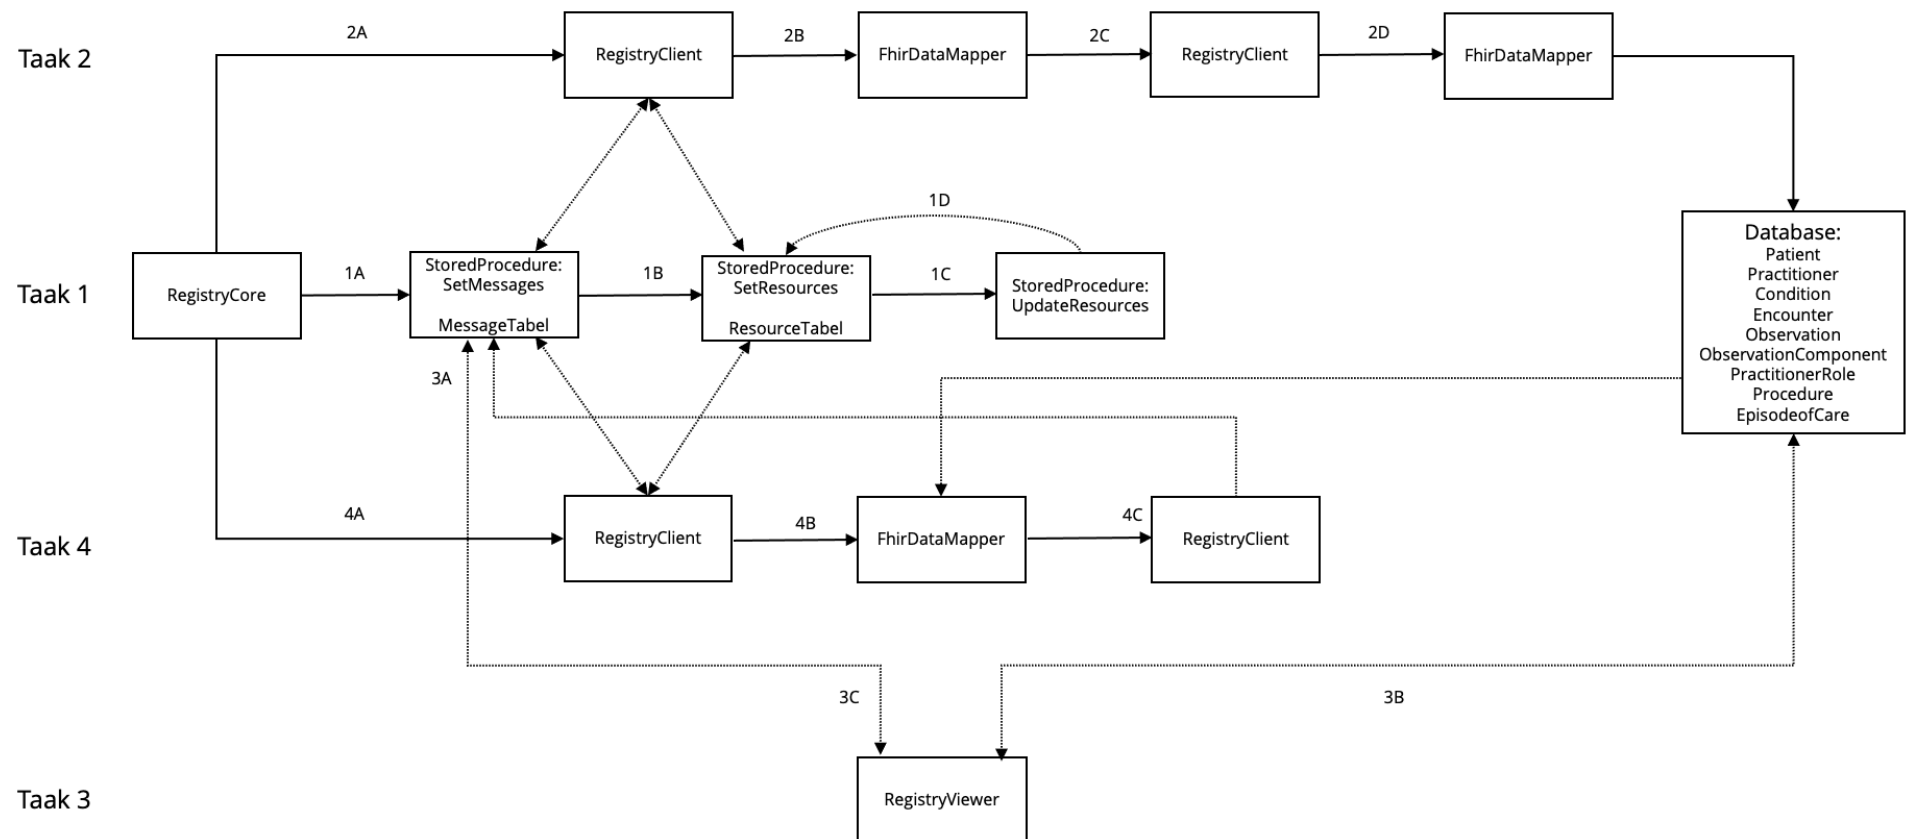 2A
2B
2C
2D
Taak 2
RegistryClient
FhirDataMapper
RegistryClient
FhirDataMapper
1D
Taak 1
RegistryCore
1A
StoredProcedure:
SetMessages
MessageTabel
1B
StoredProcedure:
SetResources
ResourceTabel
1C
StoredProcedure:
UpdateResources
Database:
Patient
Practitioner
Condition
Encounter
Observation
ObservationComponent
PractitionerRole
Procedure
EpisodeofCare
3A
4A
4B
4C
Taak 4
RegistryClient
FhirDataMapper
RegistryClient
3C
3B
Taak 3
RegistryViewer